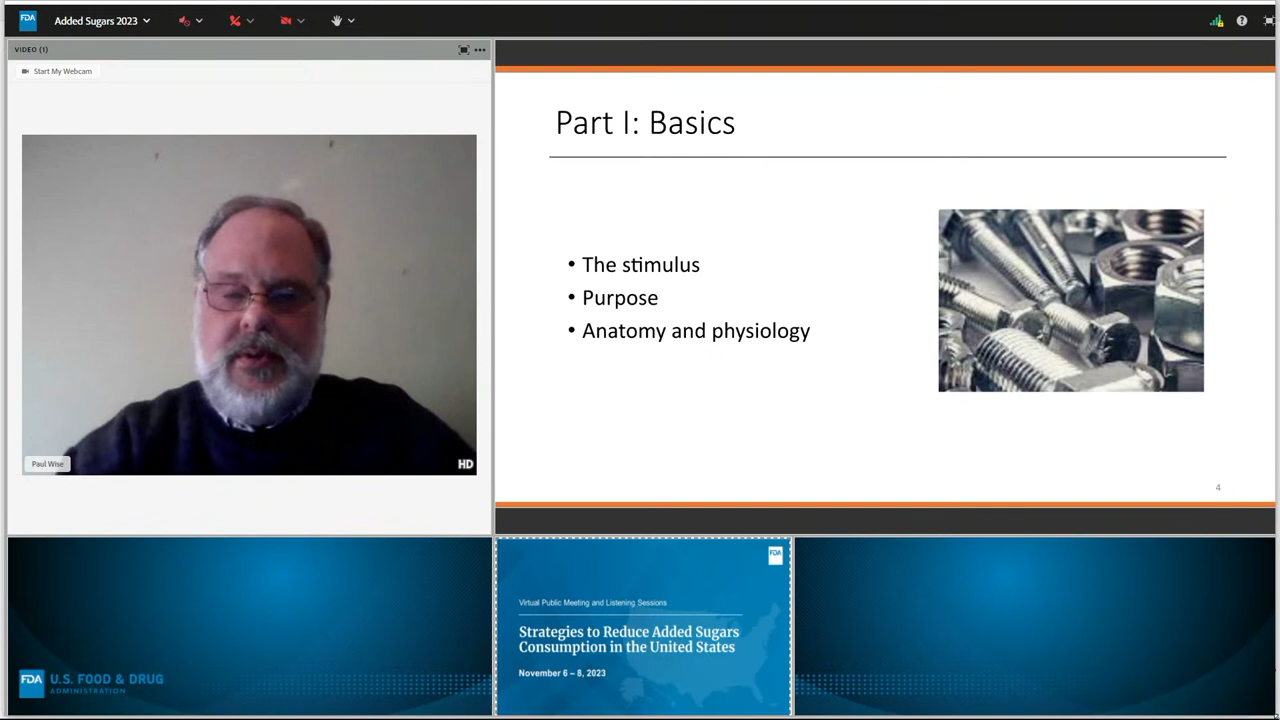 FDA
Added Sugars 2023
VIDEO (1)
Start My Webcam
Paul Wise
HD
Part I: Basics
• The stimulus
• Purpose
• Anatomy and physiology
4
FDA
U.S. FOOD & DRUG
ADMINISTRATION
FDA
Virtual Public Meeting and Listening Sessions
Strategies to Reduce Added Sugars
Consumption in the United States
November 6 – 8, 2023